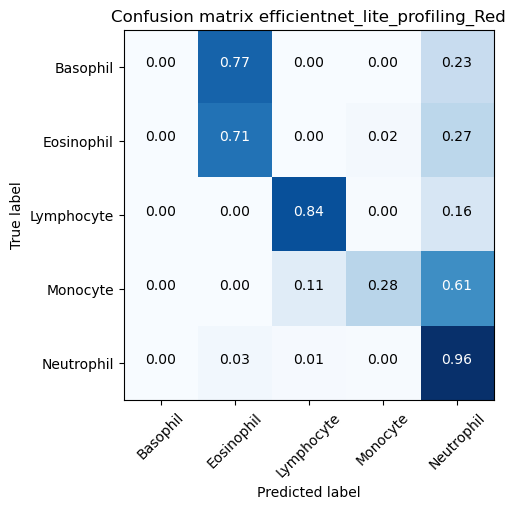 Confusion matrix efficientnet_lite_profiling_Red
True label
Basophil 0.00 0.77 0.00 0.00 0.23
Eosinophil 0.00 0.71 0.00 0.02 0.27
Lymphocyte 0.00 0.00 0.84 0.00 0.16
Monocyte 0.00 0.00 0.11 0.28 0.61
Neutrophil 0.00 0.03 0.01 0.00 0.96
Basophil Eosinophil Lymphocyte Monocyte Neutrophil
Predicted label